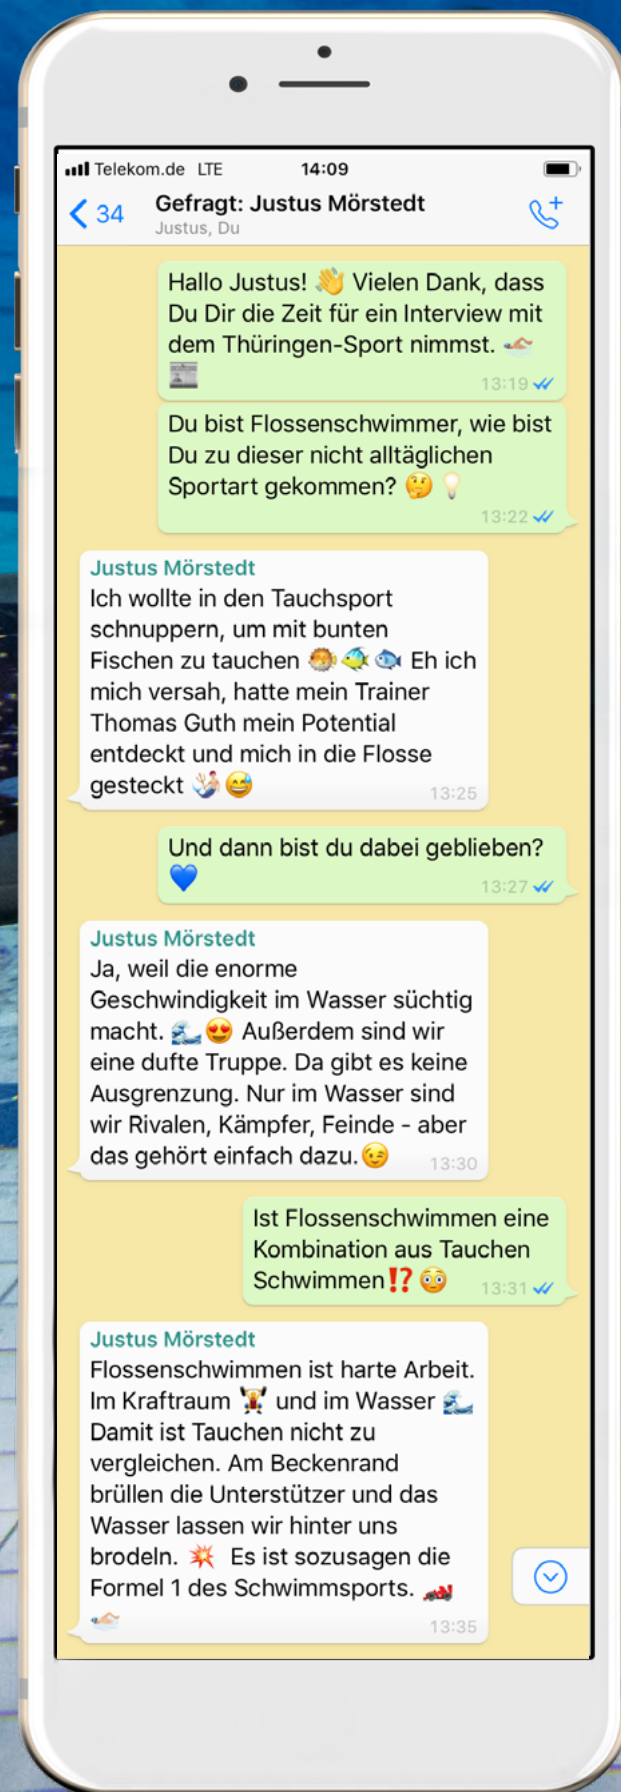 Telekom.de LTE 14:09
34 Gefragt: Justus Mörstedt
Justus, Du
Hallo Justus! 👋 Vielen Dank, dass
Du Dir die Zeit für ein Interview mit
dem Thüringen-Sport nimmst. 🏊
📰 13:19
Du bist Flossenschwimmer, wie bist
Du zu dieser nicht alltäglichen
Sportart gekommen? 🤔 💡
13:22
Justus Mörstedt
Ich wollte in den Tauchsport
schnuppern, um mit bunten
Fischen zu tauchen 🐡🐠🐟 Eh ich
mich versah, hatte mein Trainer
Thomas Guth mein Potential
entdeckt und mich in die Flosse
gesteckt 🧜‍♂️😅 13:25
Und dann bist du dabei geblieben?
💙 13:27
Justus Mörstedt
Ja, weil die enorme
Geschwindigkeit im Wasser süchtig
macht. 🌊😍 Außerdem sind wir
eine dufte Truppe. Da gibt es keine
Ausgrenzung. Nur im Wasser sind
wir Rivalen, Kämpfer, Feinde - aber
das gehört einfach dazu.😉 13:30
Ist Flossenschwimmen eine
Kombination aus Tauchen
Schwimmen⁉️ 😳 13:31
Justus Mörstedt
Flossenschwimmen ist harte Arbeit.
Im Kraftraum 🏋️ und im Wasser 🌊
Damit ist Tauchen nicht zu
vergleichen. Am Beckenrand
brüllen die Unterstützer und das
Wasser lassen wir hinter uns
brodeln. 💥 Es ist sozusagen die
Formel 1 des Schwimmsports. 🏎️
🏊 13:35